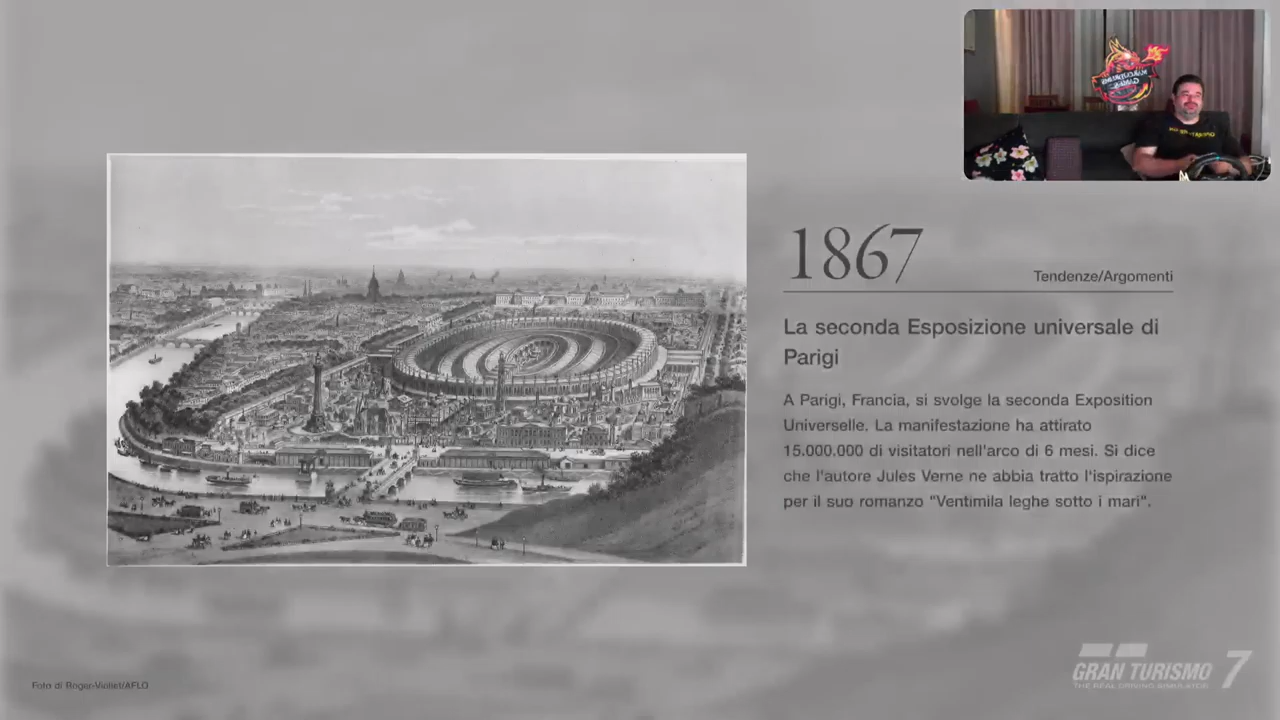 1867
Tendenze/Argomenti
La seconda Esposizione universale di
Parigi
A Parigi, Francia, si svolge la seconda Exposition
Universelle. La manifestazione ha attirato
15.000.000 di visitatori nell'arco di 6 mesi. Si dice
che l'autore Jules Verne ne abbia tratto l'ispirazione
per il suo romanzo "Ventimila leghe sotto i mari".
Foto di Roger-Viollet/AFLO
GRAN TURISMO 7
THE REAL DRIVING SIMULATOR